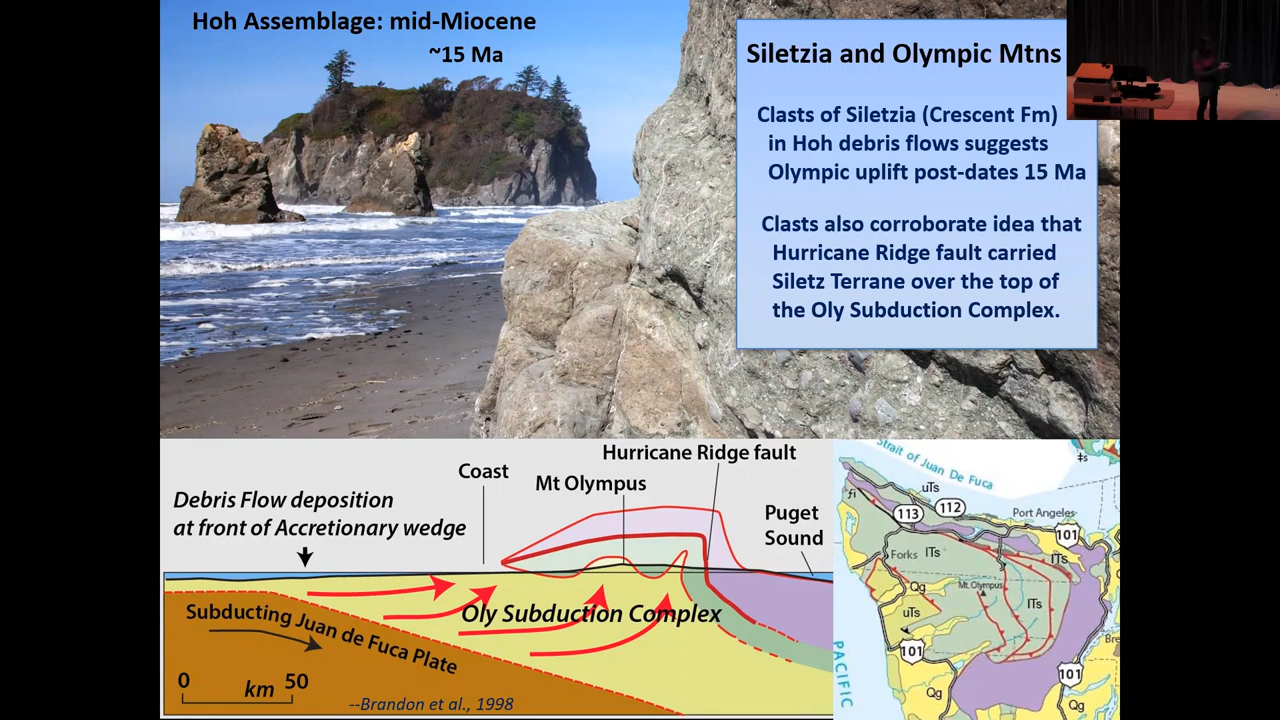 Hoh Assemblage: mid-Miocene
~15 Ma
Siletzia and Olympic Mtns
Clasts of Siletzia (Crescent Fm)
in Hoh debris flows suggests
Olympic uplift post-dates 15 Ma
Clasts also corroborate idea that
Hurricane Ridge fault carried
Siletz Terrane over the top of
the Oly Subduction Complex.
Hurricane Ridge fault
Coast
Mt Olympus
Debris Flow deposition
at front of Accretionary wedge
Puget
Sound
Oly Subduction Complex
Subducting Juan de Fuca Plate
0 50
km
--Brandon et al., 1998
Strait of Juan De Fuca
uTs
113
112
Port Angeles
101
Forks
lTs
lTs
Mt. Olympus
Qg
uTs
lTs
101
PACIFIC
101
Qg
Qg